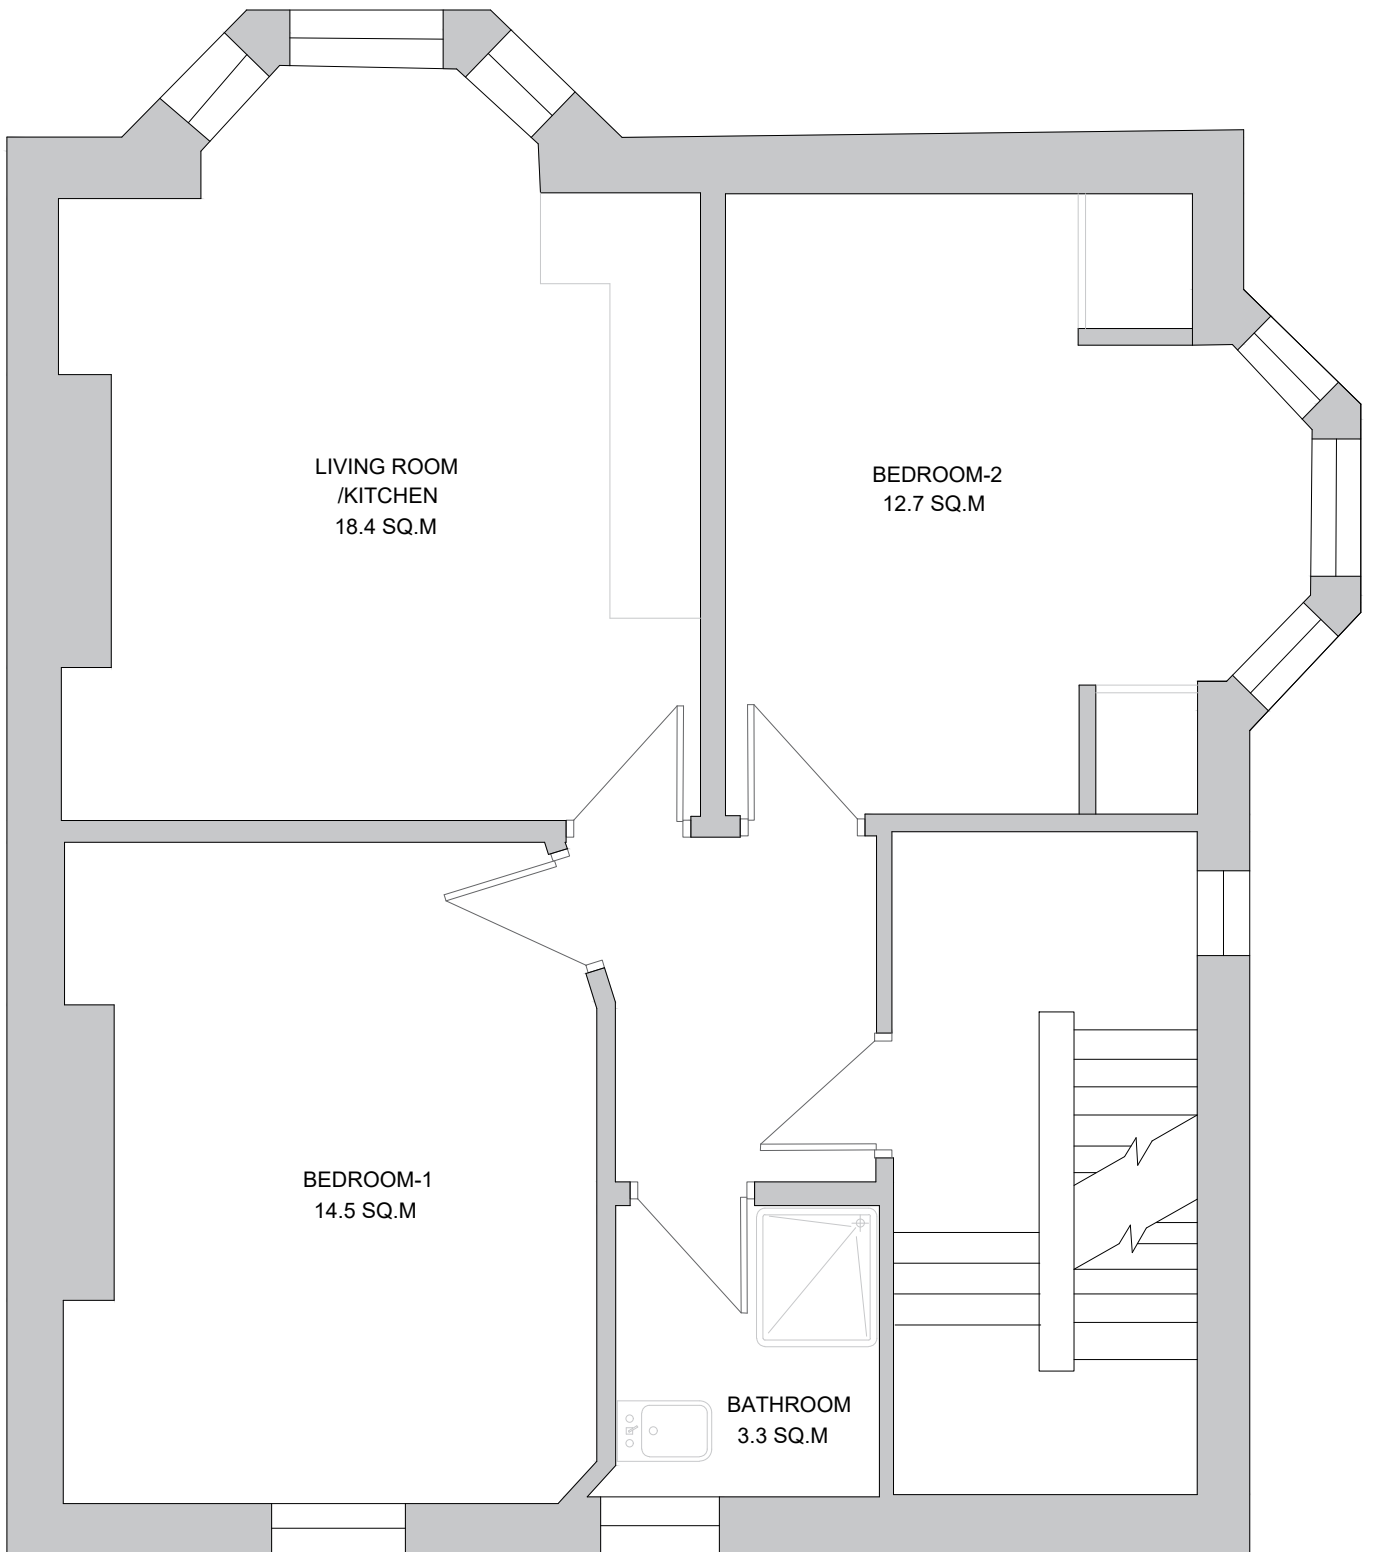 LIVING ROOM
/KITCHEN
18.4 SQ.M
BEDROOM-2
12.7 SQ.M
BEDROOM-1
14.5 SQ.M
BATHROOM
3.3 SQ.M